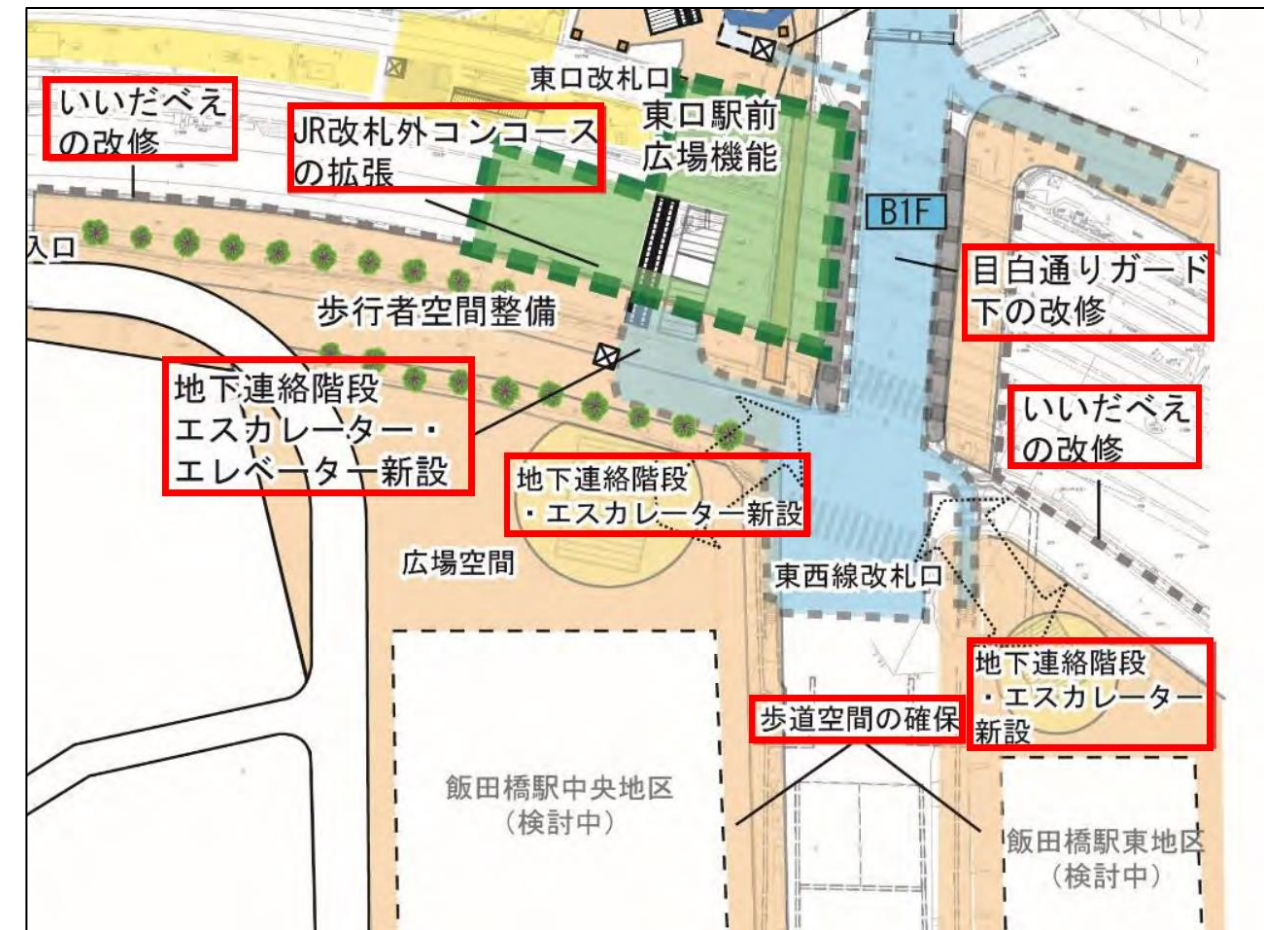 東口改札口
いいだべえ
の改修
JR改札外コンコース
の拡張
東口駅前
広場機能
B1F
入口
目白通りガード
下の改修
歩行者空間整備
地下連絡階段
エスカレーター・
エレベーター新設
いいだべえ
の改修
地下連絡階段
・エスカレーター新設
広場空間
東西線改札口
地下連絡階段
・エスカレーター
新設
歩道空間の確保
飯田橋駅中央地区
(検討中)
飯田橋駅東地区
(検討中)